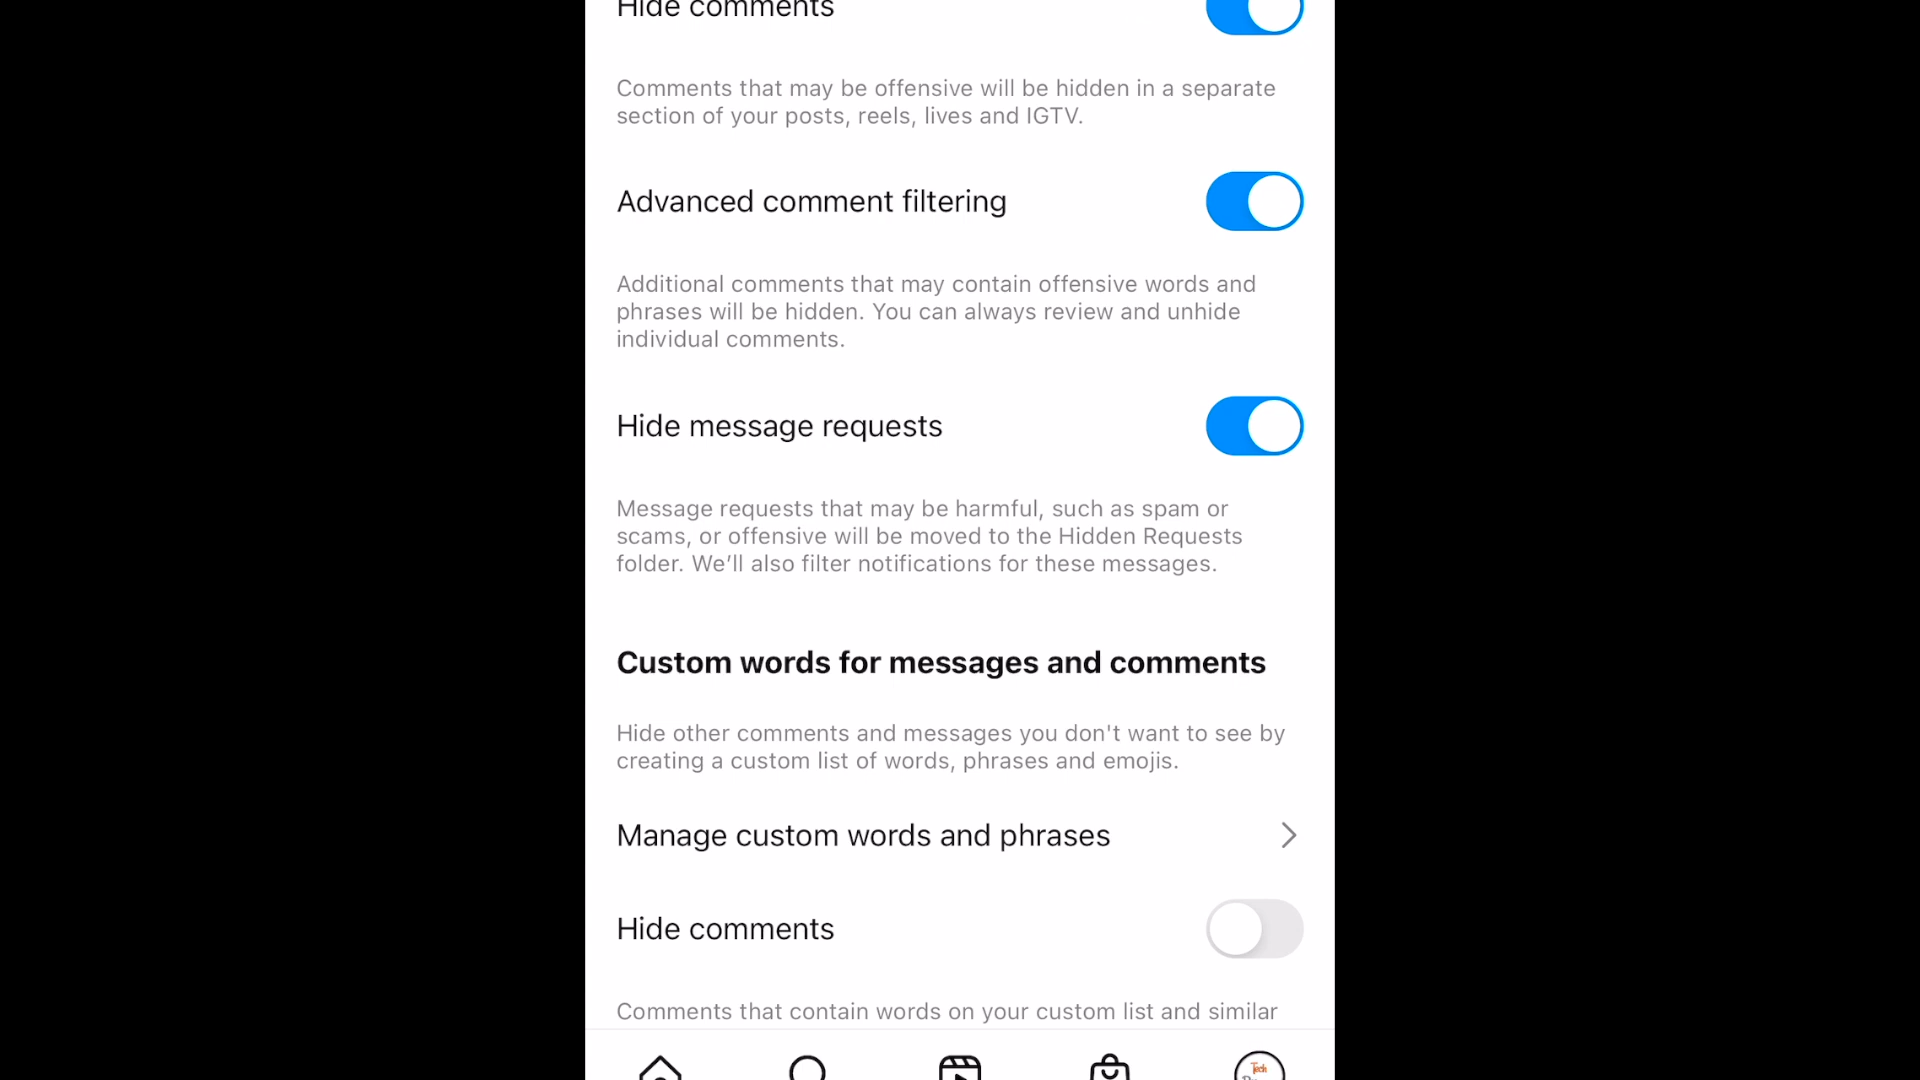 Hide comments
Comments that may be offensive will be hidden in a separate
section of your posts, reels, lives and IGTV.
Advanced comment filtering
Additional comments that may contain offensive words and
phrases will be hidden. You can always review and unhide
individual comments.
Hide message requests
Message requests that may be harmful, such as spam or
scams, or offensive will be moved to the Hidden Requests
folder. We’ll also filter notifications for these messages.
Custom words for messages and comments
Hide other comments and messages you don't want to see by
creating a custom list of words, phrases and emojis.
Manage custom words and phrases
Hide comments
Comments that contain words on your custom list and similar
Tech